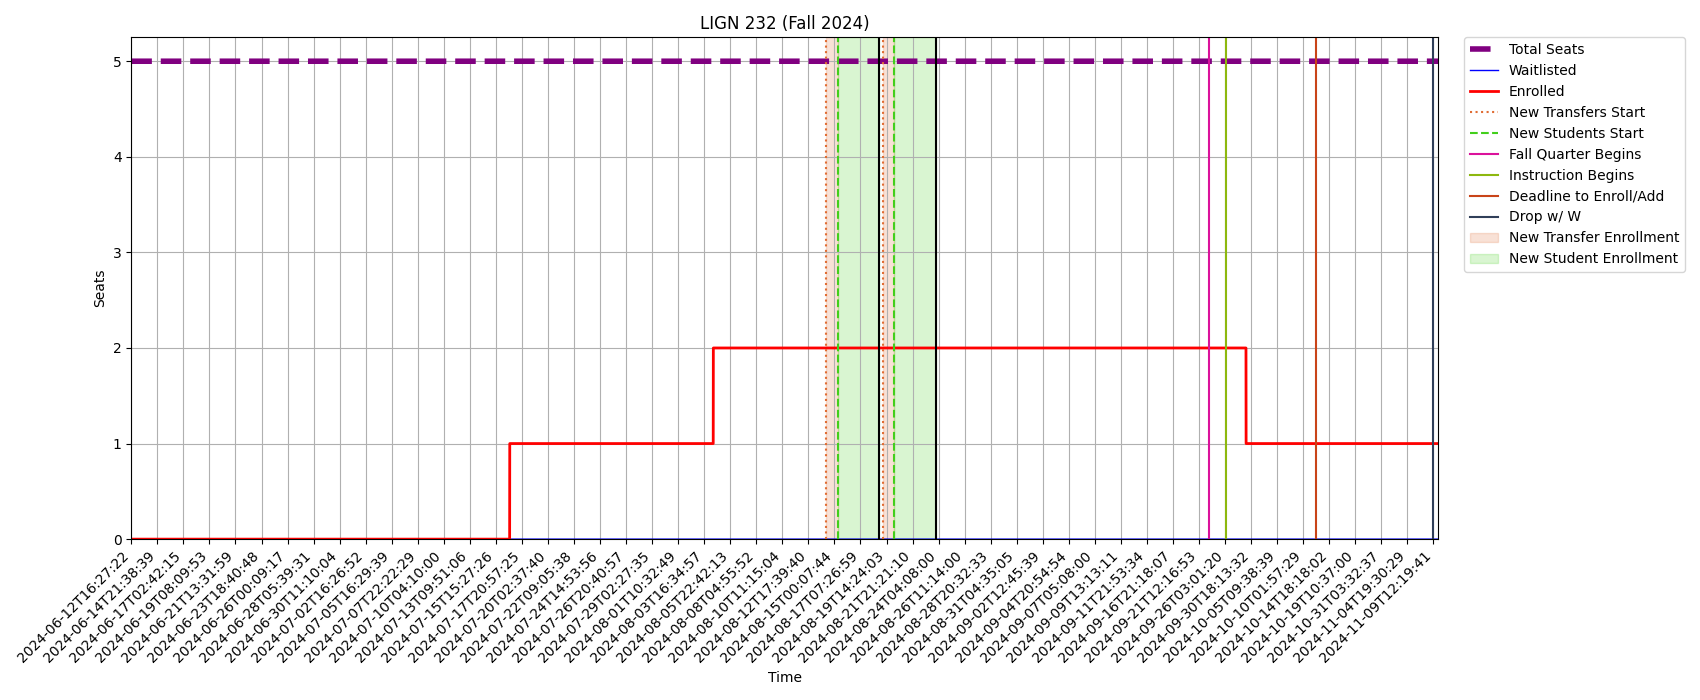 LIGN 232 (Fall 2024)
Seats
5
4
3
2
1
0
2024-06-12T16:27:22
2024-06-14T21:38:39
2024-06-17T02:42:15
2024-06-19T08:09:53
2024-06-21T13:31:59
2024-06-23T18:40:48
2024-06-26T00:09:17
2024-06-28T05:39:31
2024-06-30T11:10:04
2024-07-02T16:26:52
2024-07-05T16:29:39
2024-07-07T22:22:29
2024-07-10T04:10:00
2024-07-13T09:51:06
2024-07-15T15:27:26
2024-07-17T20:57:25
2024-07-20T02:37:40
2024-07-22T09:05:38
2024-07-24T14:53:56
2024-07-26T20:40:57
2024-07-29T02:27:35
2024-08-01T10:32:49
2024-08-03T16:34:57
2024-08-05T22:42:13
2024-08-08T04:55:52
2024-08-10T11:15:04
2024-08-12T17:39:40
2024-08-15T00:07:44
2024-08-17T07:26:59
2024-08-19T14:24:03
2024-08-21T21:21:10
2024-08-24T04:08:00
2024-08-26T11:14:00
2024-08-28T20:32:33
2024-08-31T04:35:05
2024-09-02T12:45:39
2024-09-04T20:54:54
2024-09-07T05:08:00
2024-09-09T13:13:11
2024-09-11T21:53:34
2024-09-16T21:18:07
2024-09-21T12:16:53
2024-09-26T03:01:20
2024-09-30T18:13:32
2024-10-05T09:38:39
2024-10-10T01:57:29
2024-10-14T18:18:02
2024-10-19T10:37:00
2024-10-31T03:32:37
2024-11-04T19:30:29
2024-11-09T12:19:41
Time
Total Seats
Waitlisted
Enrolled
New Transfers Start
New Students Start
Fall Quarter Begins
Instruction Begins
Deadline to Enroll/Add
Drop w/ W
New Transfer Enrollment
New Student Enrollment